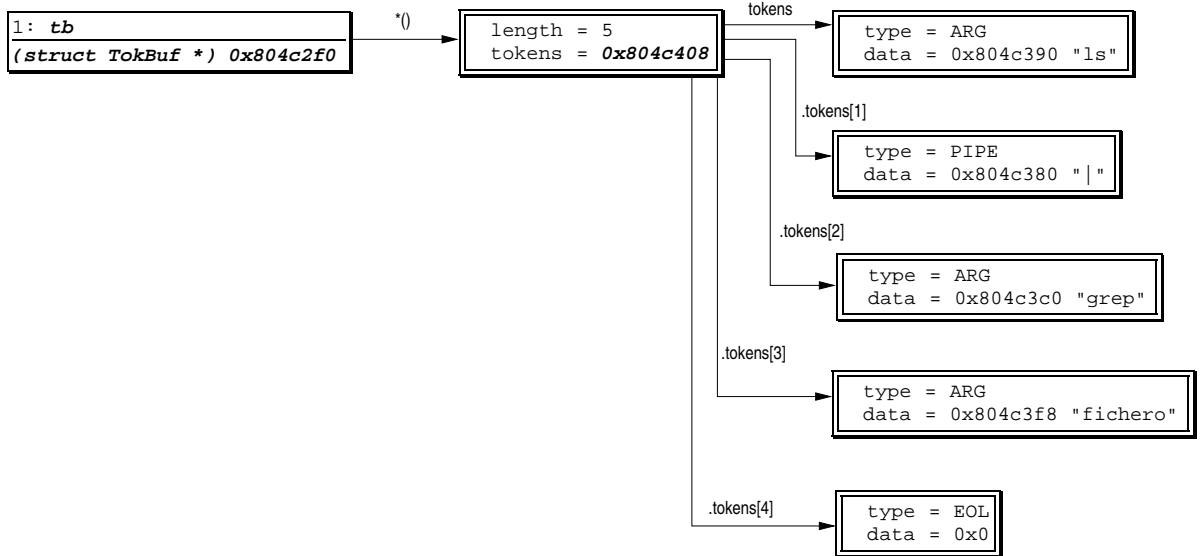 1: tb
(struct TokBuf *) 0x804c2f0
*()
length = 5
tokens = 0x804c408
tokens
type = ARG
data = 0x804c390 "ls"
.tokens[1]
type = PIPE
data = 0x804c380 "|"
.tokens[2]
type = ARG
data = 0x804c3c0 "grep"
.tokens[3]
type = ARG
data = 0x804c3f8 "fichero"
.tokens[4]
type = EOL
data = 0x0